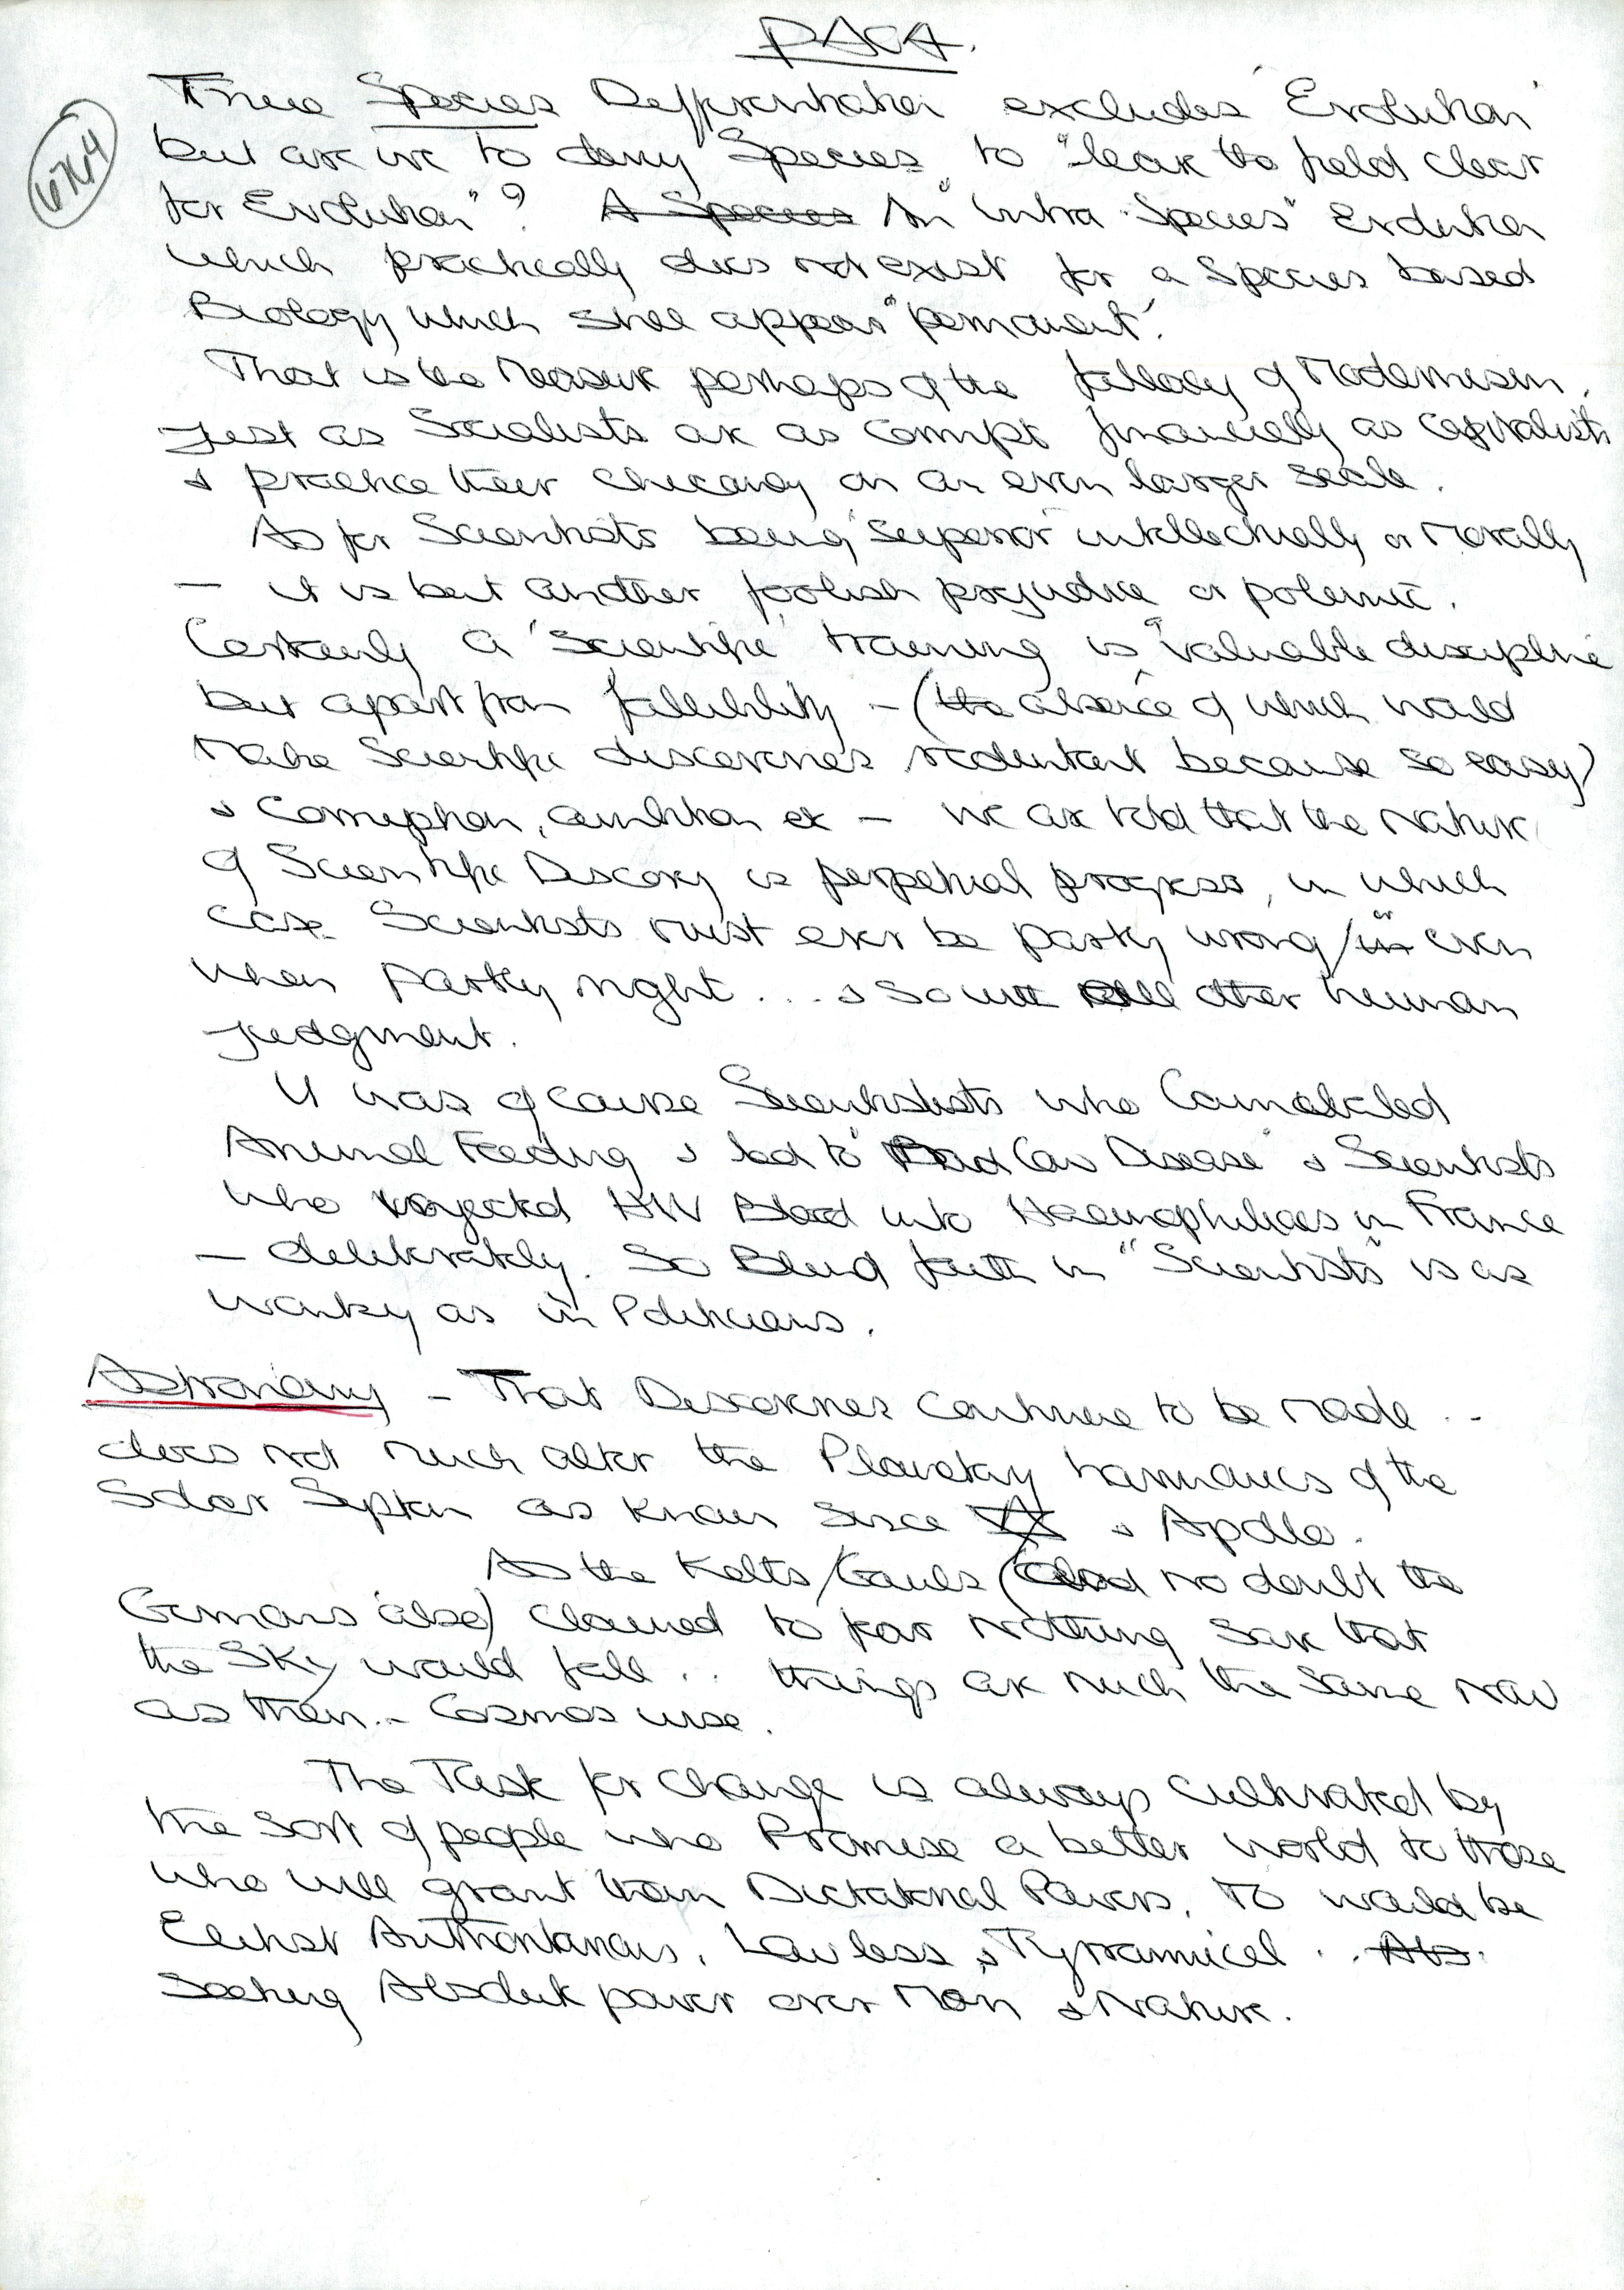 6764
True Species Differentiation excludes 'Evolution'
but are we to deny "Species" to "leave the field clear
for Evolution"? A Species An "intra-Species" Evolution
which practically does not exist for a Species based
Biology which still appears "permanent".
That is the Measure perhaps of the fallacy of Modernism,
just as Socialists are as corrupt financially as Capitalists
& practice their chicanery on an even larger scale.
As for Scientists being "Superior" intellectually or Morally
— it is but another foolish prejudice or polemic.
Certainly a 'Scientific' training is a valuable discipline
but apart from fallibility — (the absence of which would
Make Scientific discoveries redundant because so easy)
& Corruption, ambition etc — we are told that the Nature
of Scientific Discovery is perpetual progress, in which
case Scientists must ever be partly wrong/ or even
when partly right ... & so with all other human
judgment.
It was of course Scientists who
Animal Feeding & led to "Mad Cow Disease" & Scientists
who injected HIV Blood into Haemophiliacs in France
— deliberately. So Blind faith in "Scientists" is as
wonky as in Politicians.
Astronomy — That Discoveries continue to be made ..
does not much alter the Planetary harmonics of the
Solar System as known since & Apollo.
As the Kelts/Gauls (and no doubt the
Germans also) claimed to fear Nothing save that
the Sky would fall .. things are much the same now
as then .. Cosmos wise.
The Task for Change is always cultivated by
the sort of people who Promise a better world to those
who will grant them Dictatorial Powers. To would be
Elitist Authoritarians, Lawless & Tyrannical .. Abs.
Seeking Absolute power over Man & Nature.